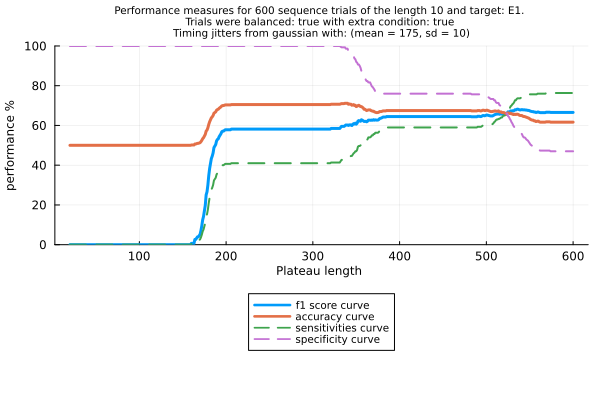 Performance measures for 600 sequence trials of the length 10 and target: E1.
Trials were balanced: true with extra condition: true
Timing jitters from gaussian with: (mean = 175, sd = 10)
100
80
60
40
20
0
performance %
100 200 300 400 500 600
Plateau length
f1 score curve
accuracy curve
sensitivities curve
specificity curve